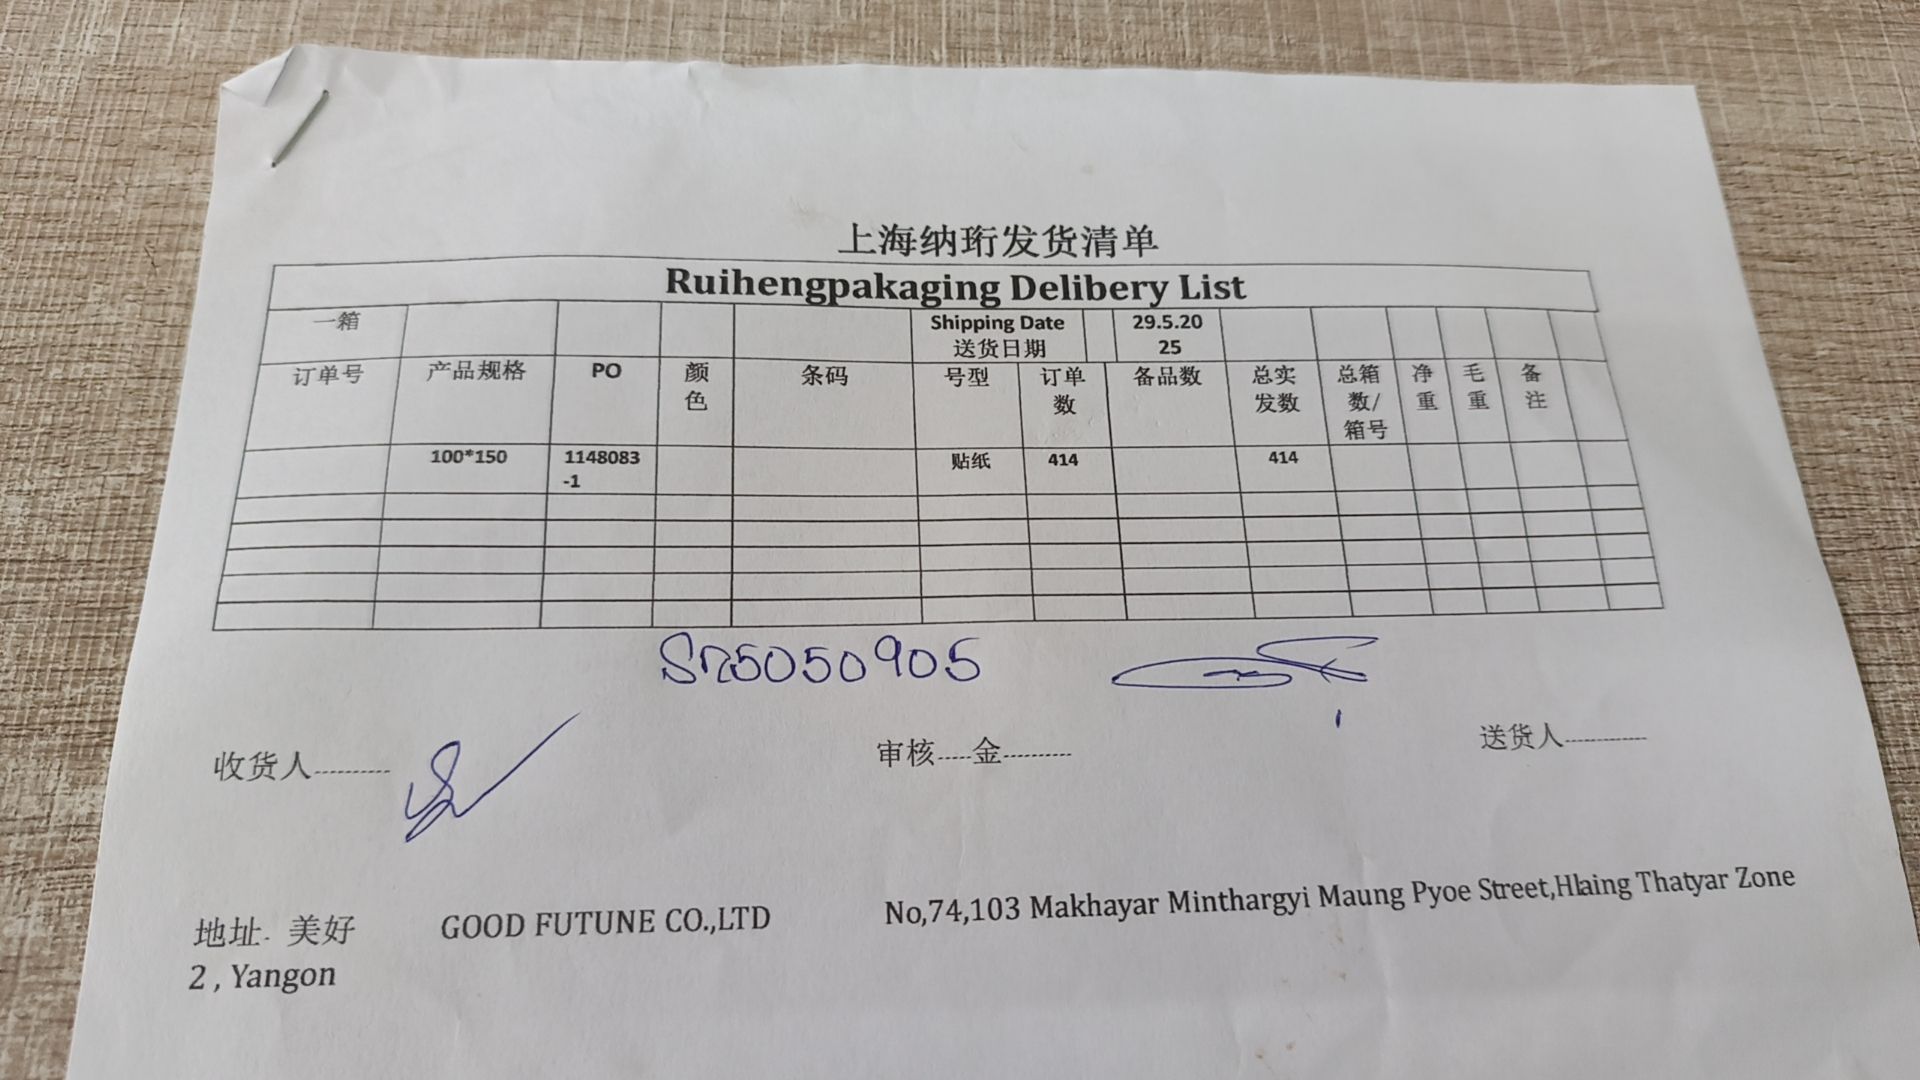 上海纳珩发货清单
Ruihengpakaging Delibery List
一箱 Shipping Date 送货日期 29.5.2025
订单号 产品规格 PO 颜色 条码 号型 订单数 备品数 总实发数 总箱数/箱号 净重 毛重 备注
100*150 1148083-1 贴纸 414 414
收货人.......... 审核.....金.......... 送货人............
地址. 美好 GOOD FUTUNE CO.,LTD No,74,103 Makhayar Minthargyi Maung Pyoe Street,Hlaing Thatyar Zone
2 , Yangon